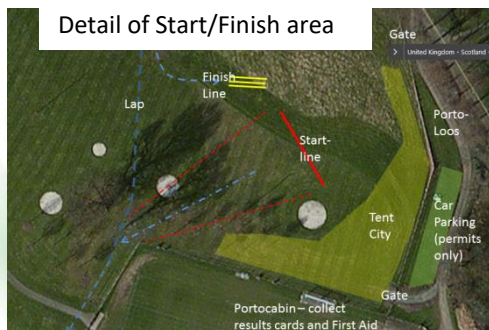 Detail of Start/Finish area
Gate
United Kingdom - Scotland -
Finish
Line
Lap
Porto-
Loos
Start-
line
Car
Parking
(permits
only)
Tent
City
Gate
Portocabin – collect
results cards and First Aid